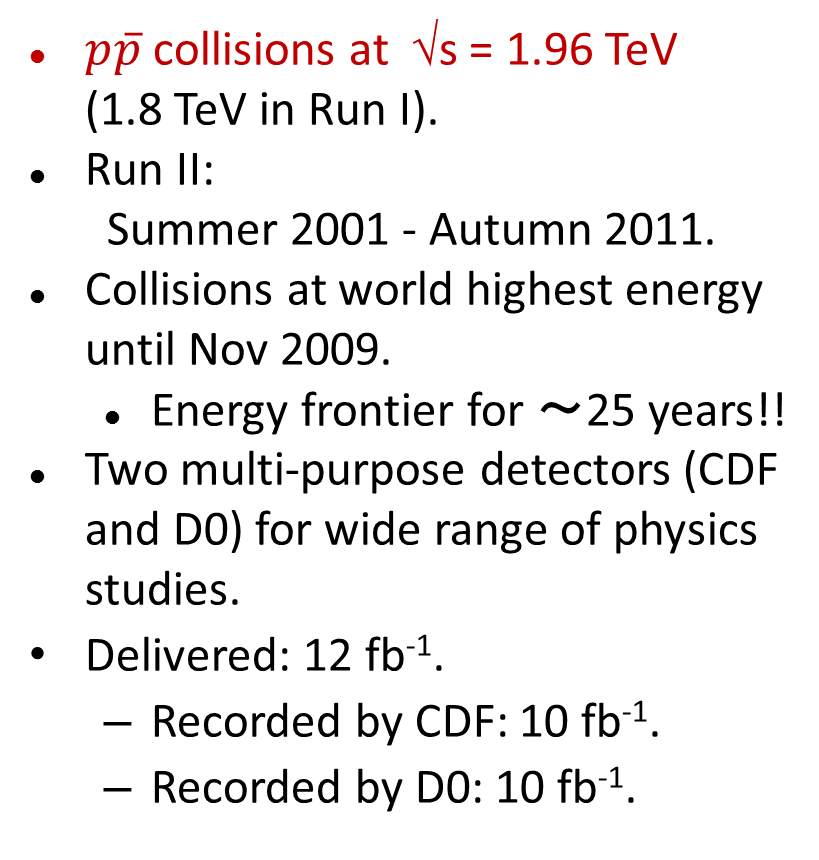 • 𝑝𝑝̄ collisions at √s = 1.96 TeV
(1.8 TeV in Run I).
• Run II:
Summer 2001 - Autumn 2011.
• Collisions at world highest energy
until Nov 2009.
• Energy frontier for ～25 years!!
• Two multi-purpose detectors (CDF
and D0) for wide range of physics
studies.
• Delivered: 12 fb⁻¹.
– Recorded by CDF: 10 fb⁻¹.
– Recorded by D0: 10 fb⁻¹.